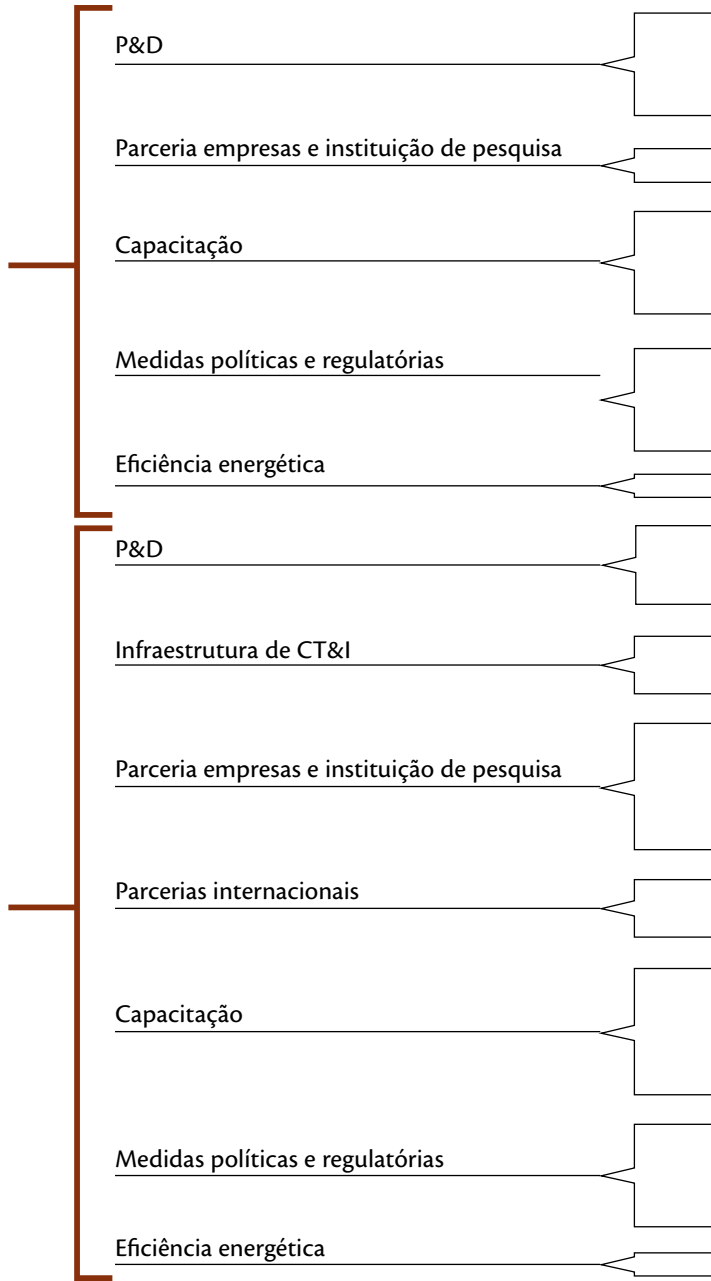 P&D
Parceria empresas e instituição de pesquisa
Capacitação
Medidas políticas e regulatórias
Eficiência energética
P&D
Infraestrutura de CT&I
Parceria empresas e instituição de pesquisa
Parcerias internacionais
Capacitação
Medidas políticas e regulatórias
Eficiência energética